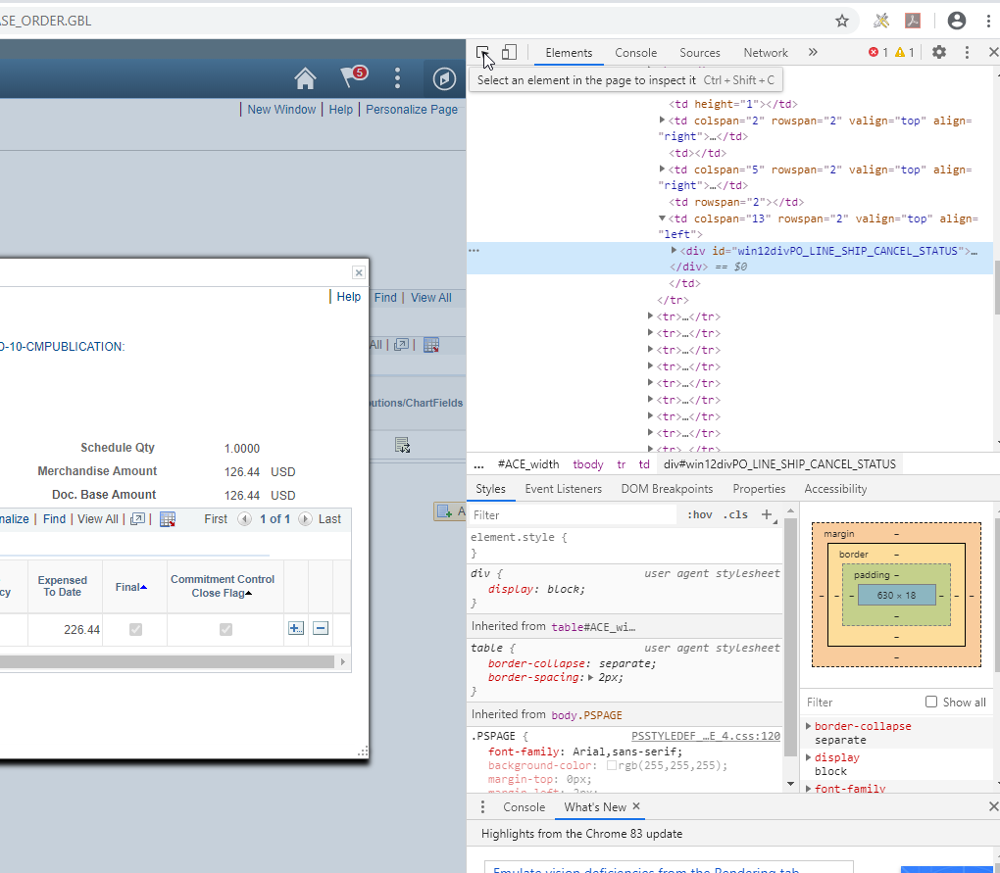 SE_ORDER.GBL
5
New Window | Help | Personalize Page
Help
Find | View All
D-10-CMPUBLICATION:
All |
utions/ChartFields
Schedule Qty 1.0000
Merchandise Amount 126.44 USD
Doc. Base Amount 126.44 USD
nalize | Find | View All | | First 1 of 1 Last
cy Expensed To Date Final Commitment Control Close Flag
226.44
Elements Console Sources Network » 1 1
Select an element in the page to inspect it Ctrl + Shift + C
<td height="1"></td>
<td colspan="2" rowspan="2" valign="top" align=
"right">…</td>
<td></td>
<td colspan="5" rowspan="2" valign="top" align=
"right">…</td>
<td rowspan="2"></td>
<td colspan="13" rowspan="2" valign="top" align=
"left">
<div id="win12divPO_LINE_SHIP_CANCEL_STATUS">…
</div> == $0
</td>
</tr>
<tr>…</tr>
<tr>…</tr>
<tr>…</tr>
<tr>…</tr>
<tr>…</tr>
<tr>…</tr>
<tr>…</tr>
<tr>…</tr>
<tr>…</tr>
... #ACE_width tbody tr td div#win12divPO_LINE_SHIP_CANCEL_STATUS
Styles Event Listeners DOM Breakpoints Properties Accessibility
Filter :hov .cls +
element.style {
}
div { user agent stylesheet
display: block;
}
Inherited from table#ACE_wi…
table { user agent stylesheet
border-collapse: separate;
border-spacing: 2px;
}
Inherited from body.PSPAGE
.PSPAGE { PSSTYLEDEF_…E_4.css:120
font-family: Arial,sans-serif;
background-color: rgb(255,255,255);
margin-top: 0px;
margin-left: 2px;
margin –
border –
padding –
– – – 630 × 18 – – –
–
–
–
Filter Show all
border-collapse
separate
display
block
font-family
Console What's New
Highlights from the Chrome 83 update
Emulate vision deficiencies from the Rendering tab